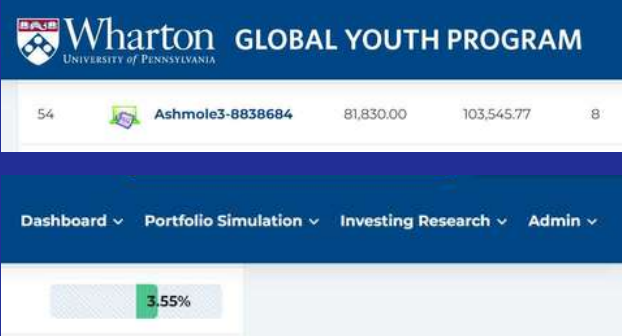 Wharton GLOBAL YOUTH PROGRAM
UNIVERSITY of PENNSYLVANIA
54 Ashmole3-8838684 81,830.00 103,545.77 8
Dashboard Portfolio Simulation Investing Research Admin
3.55%